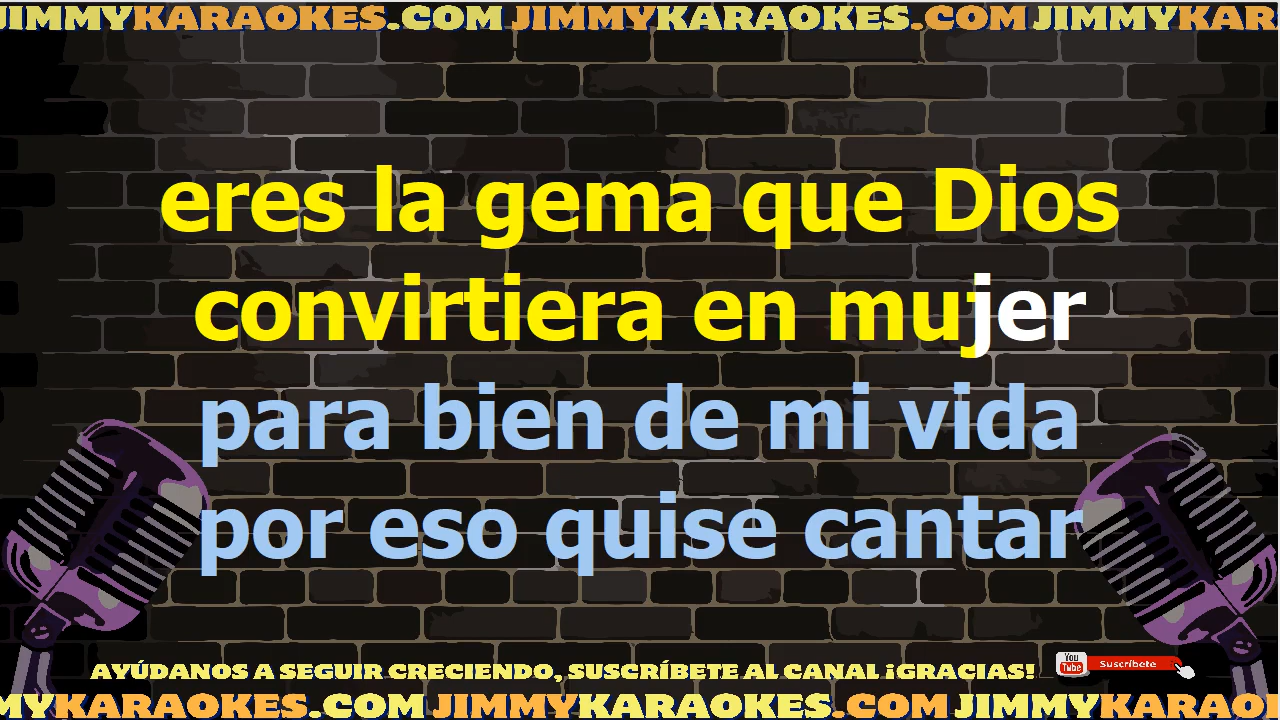 JIMMYKARAOKES.COM JIMMYKARAOKES.COM JIMMYKAR
eres la gema que Dios
convirtiera en mujer
para bien de mi vida
por eso quise cantar
AYÚDANOS A SEGUIR CRECIENDO, SUSCRÍBETE AL CANAL ¡GRACIAS!
You Tube Suscríbete
MYKARAOKES.COM JIMMYKARAOKES.COM JIMMYKARAO